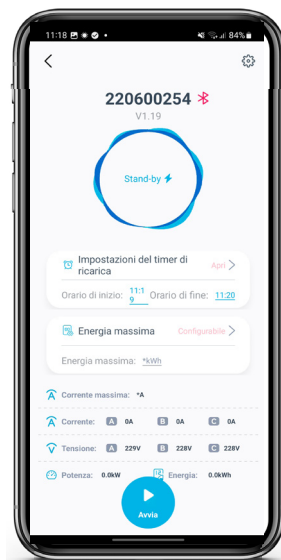 11:18 84%
220600254
V1.19
Stand-by
Impostazioni del timer di
ricarica
Apri
Orario di inizio: 11:1
9
Orario di fine: 11:20
Energia massima
Configurabile
Energia massima: *kWh
Corrente massima: *A
Corrente: A 0A B 0A C 0A
Tensione: A 229V B 228V C 228V
Potenza: 0.0kW Energia: 0.0kWh
Avvia